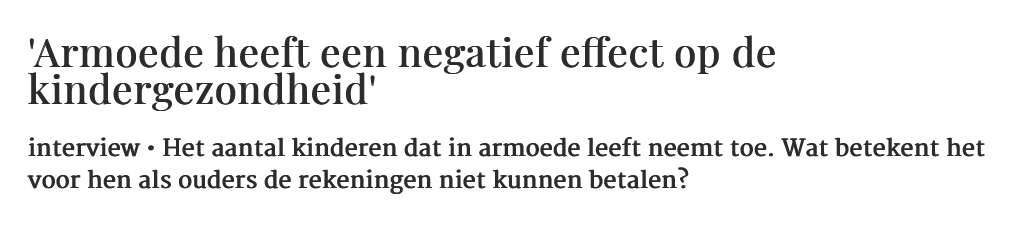 'Armoede heeft een negatief effect op de
kindergezondheid'
interview • Het aantal kinderen dat in armoede leeft neemt toe. Wat betekent het
voor hen als ouders de rekeningen niet kunnen betalen?